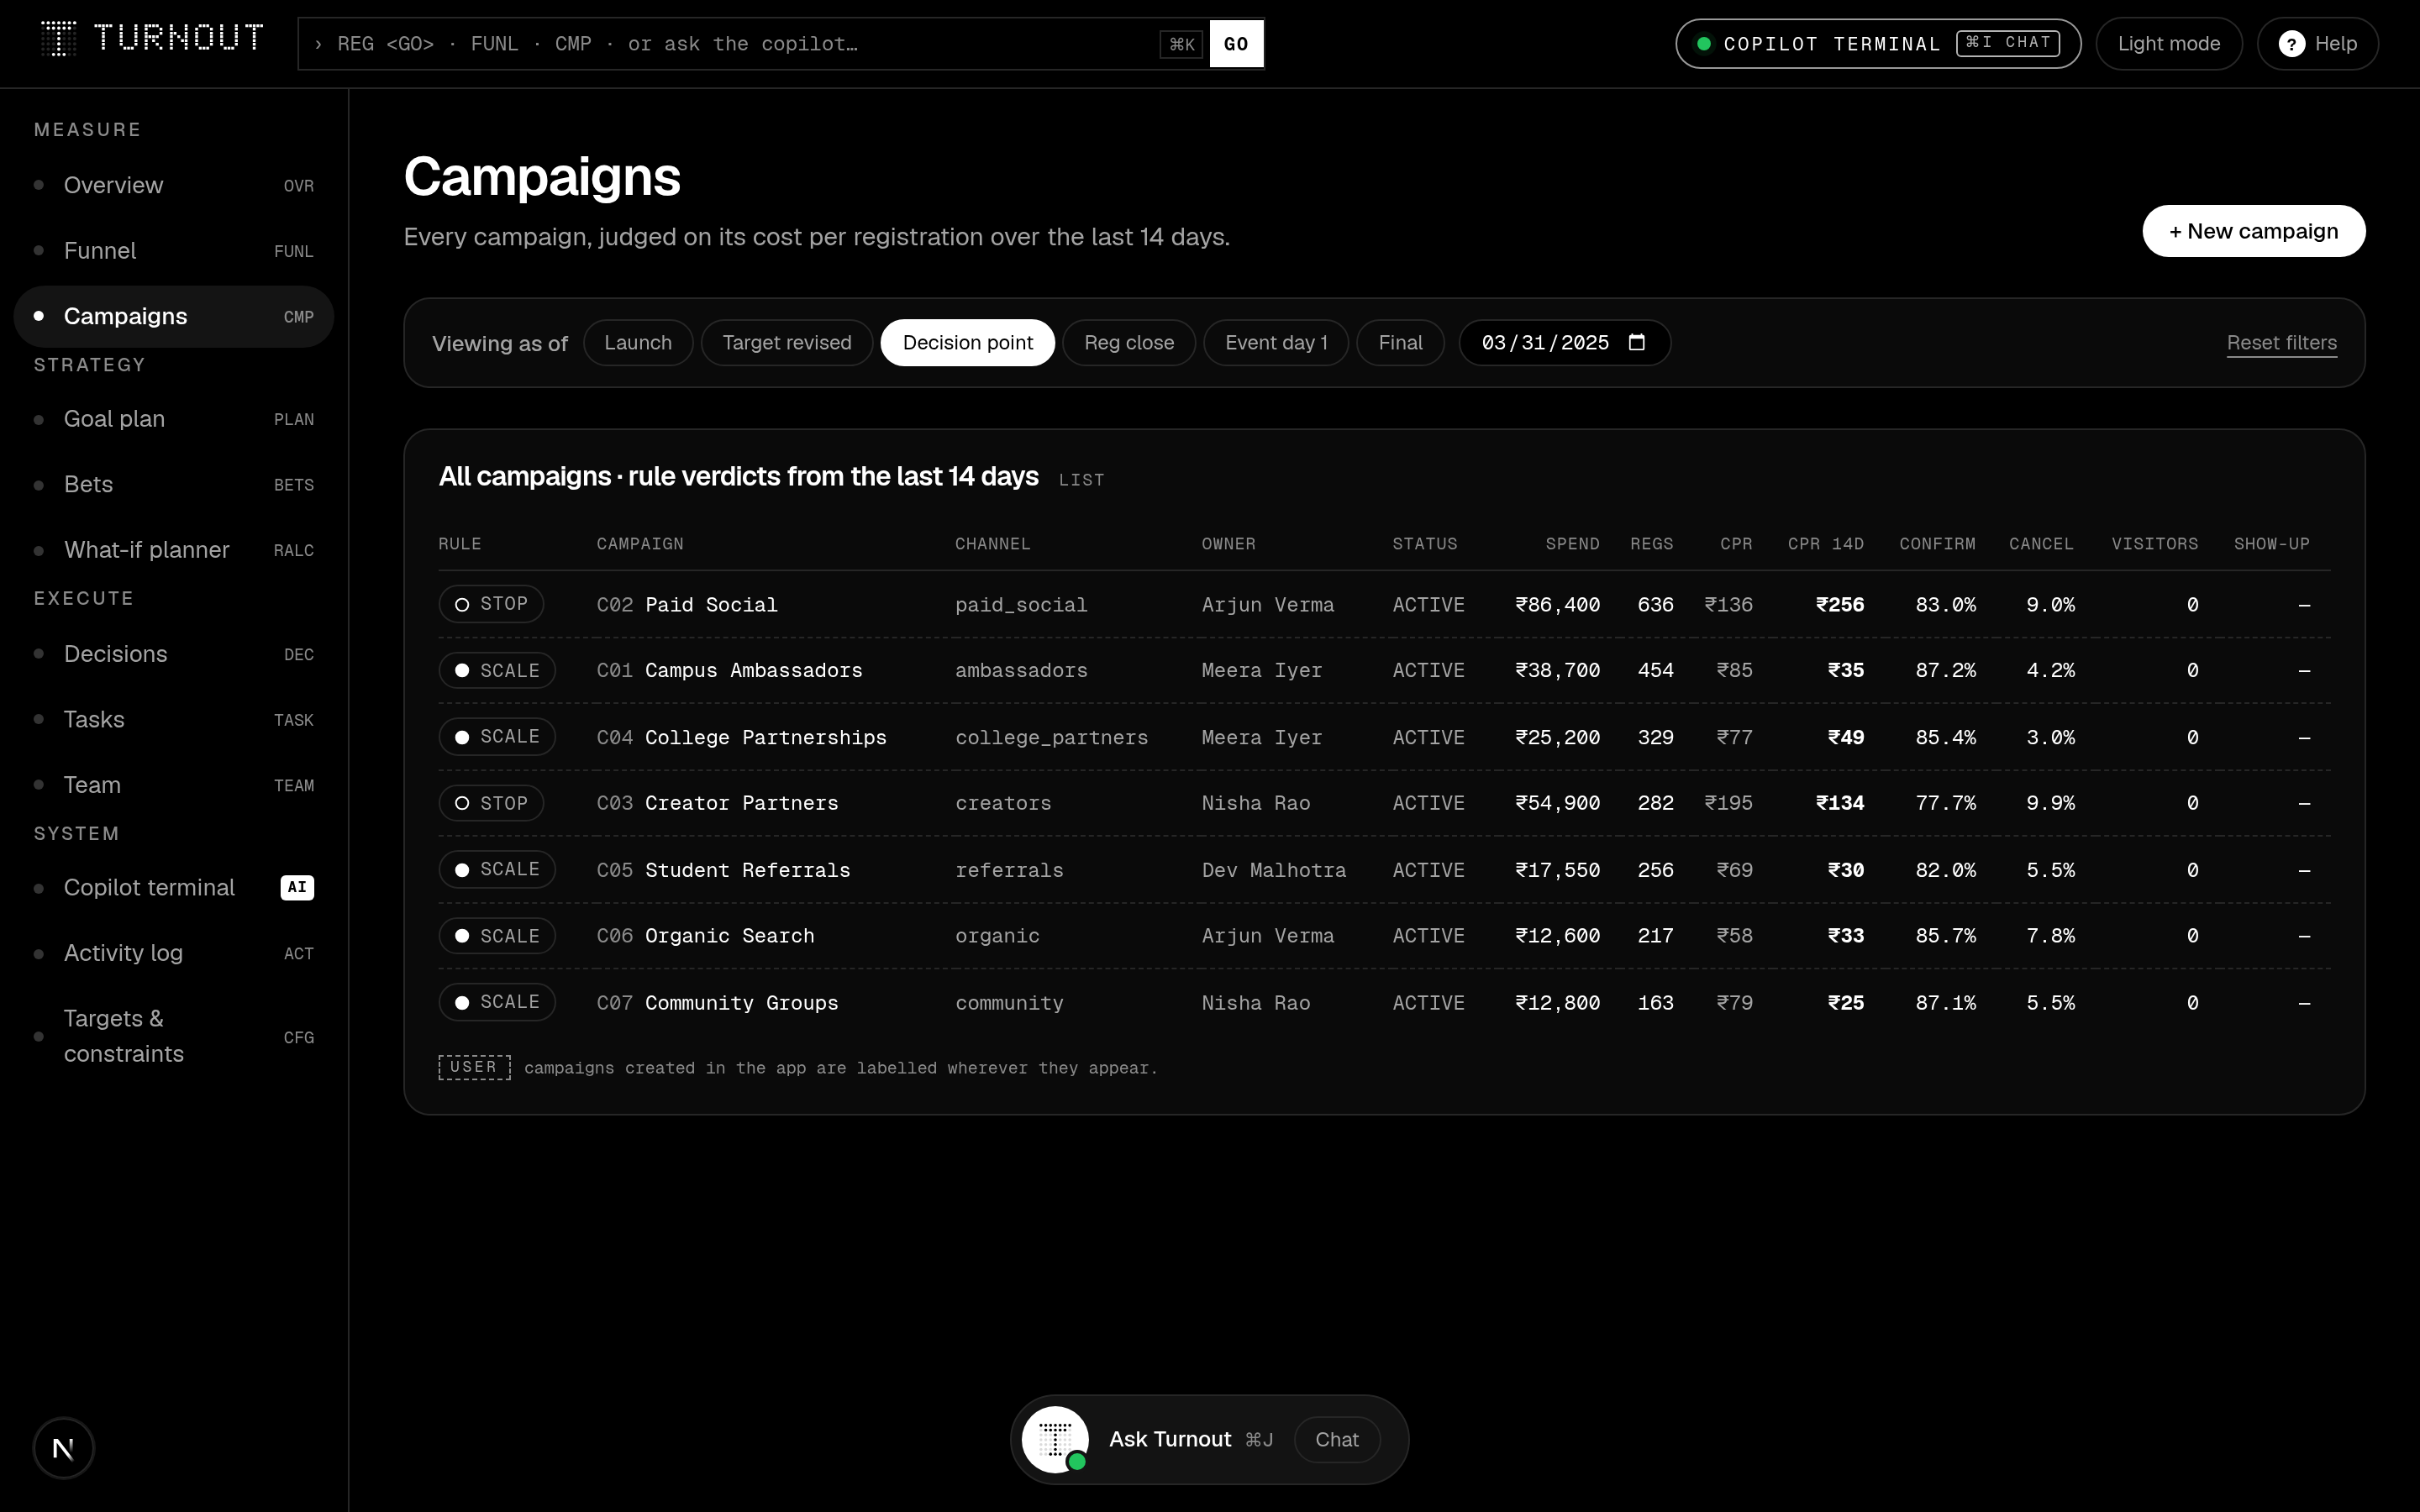 TURNOUT
› REG <GO> · FUNL · CMP · or ask the copilot… ⌘K GO
COPILOT TERMINAL ⌘I CHAT
Light mode
? Help
MEASURE
Overview OVR
Funnel FUNL
Campaigns CMP
STRATEGY
Goal plan PLAN
Bets BETS
What-if planner RALC
EXECUTE
Decisions DEC
Tasks TASK
Team TEAM
SYSTEM
Copilot terminal AI
Activity log ACT
Targets &
constraints CFG
N
Campaigns
Every campaign, judged on its cost per registration over the last 14 days.
+ New campaign
Viewing as of Launch Target revised Decision point Reg close Event day 1 Final 03/31/2025 Reset filters
All campaigns · rule verdicts from the last 14 days LIST
RULE CAMPAIGN CHANNEL OWNER STATUS SPEND REGS CPR CPR 14D CONFIRM CANCEL VISITORS SHOW-UP
STOP C02 Paid Social paid_social Arjun Verma ACTIVE ₹86,400 636 ₹136 ₹256 83.0% 9.0% 0 –
SCALE C01 Campus Ambassadors ambassadors Meera Iyer ACTIVE ₹38,700 454 ₹85 ₹35 87.2% 4.2% 0 –
SCALE C04 College Partnerships college_partners Meera Iyer ACTIVE ₹25,200 329 ₹77 ₹49 85.4% 3.0% 0 –
STOP C03 Creator Partners creators Nisha Rao ACTIVE ₹54,900 282 ₹195 ₹134 77.7% 9.9% 0 –
SCALE C05 Student Referrals referrals Dev Malhotra ACTIVE ₹17,550 256 ₹69 ₹30 82.0% 5.5% 0 –
SCALE C06 Organic Search organic Arjun Verma ACTIVE ₹12,600 217 ₹58 ₹33 85.7% 7.8% 0 –
SCALE C07 Community Groups community Nisha Rao ACTIVE ₹12,800 163 ₹79 ₹25 87.1% 5.5% 0 –
USER campaigns created in the app are labelled wherever they appear.
Ask Turnout ⌘J Chat